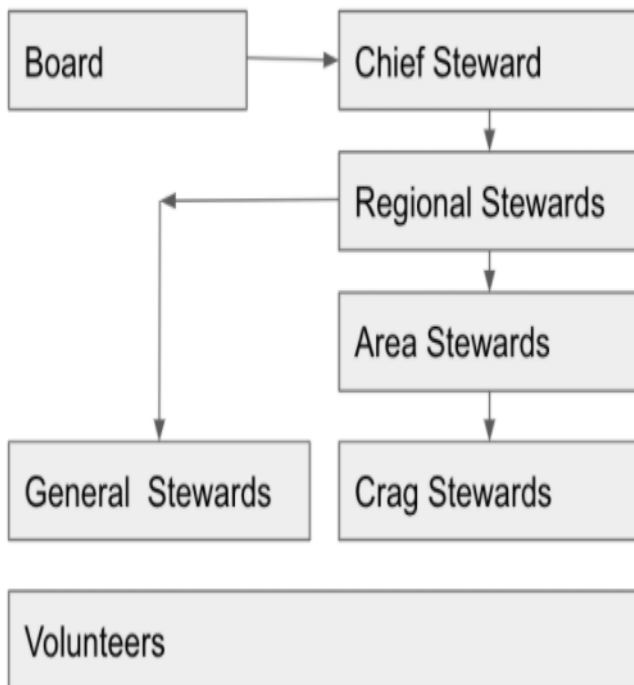 Board
Chief Steward
Regional Stewards
Area Stewards
General Stewards
Crag Stewards
Volunteers